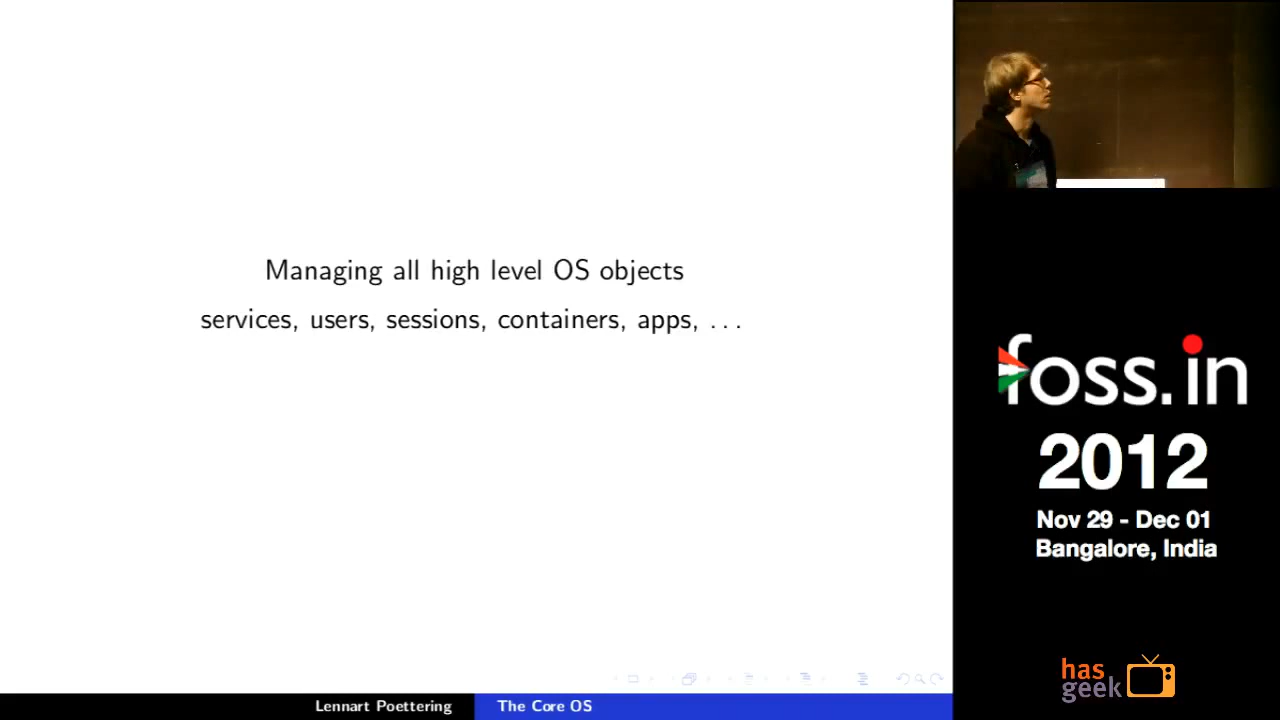 Managing all high level OS objects
services, users, sessions, containers, apps, ...
Lennart Poettering
The Core OS
foss.in
2012
Nov 29 - Dec 01
Bangalore, India
has
geek